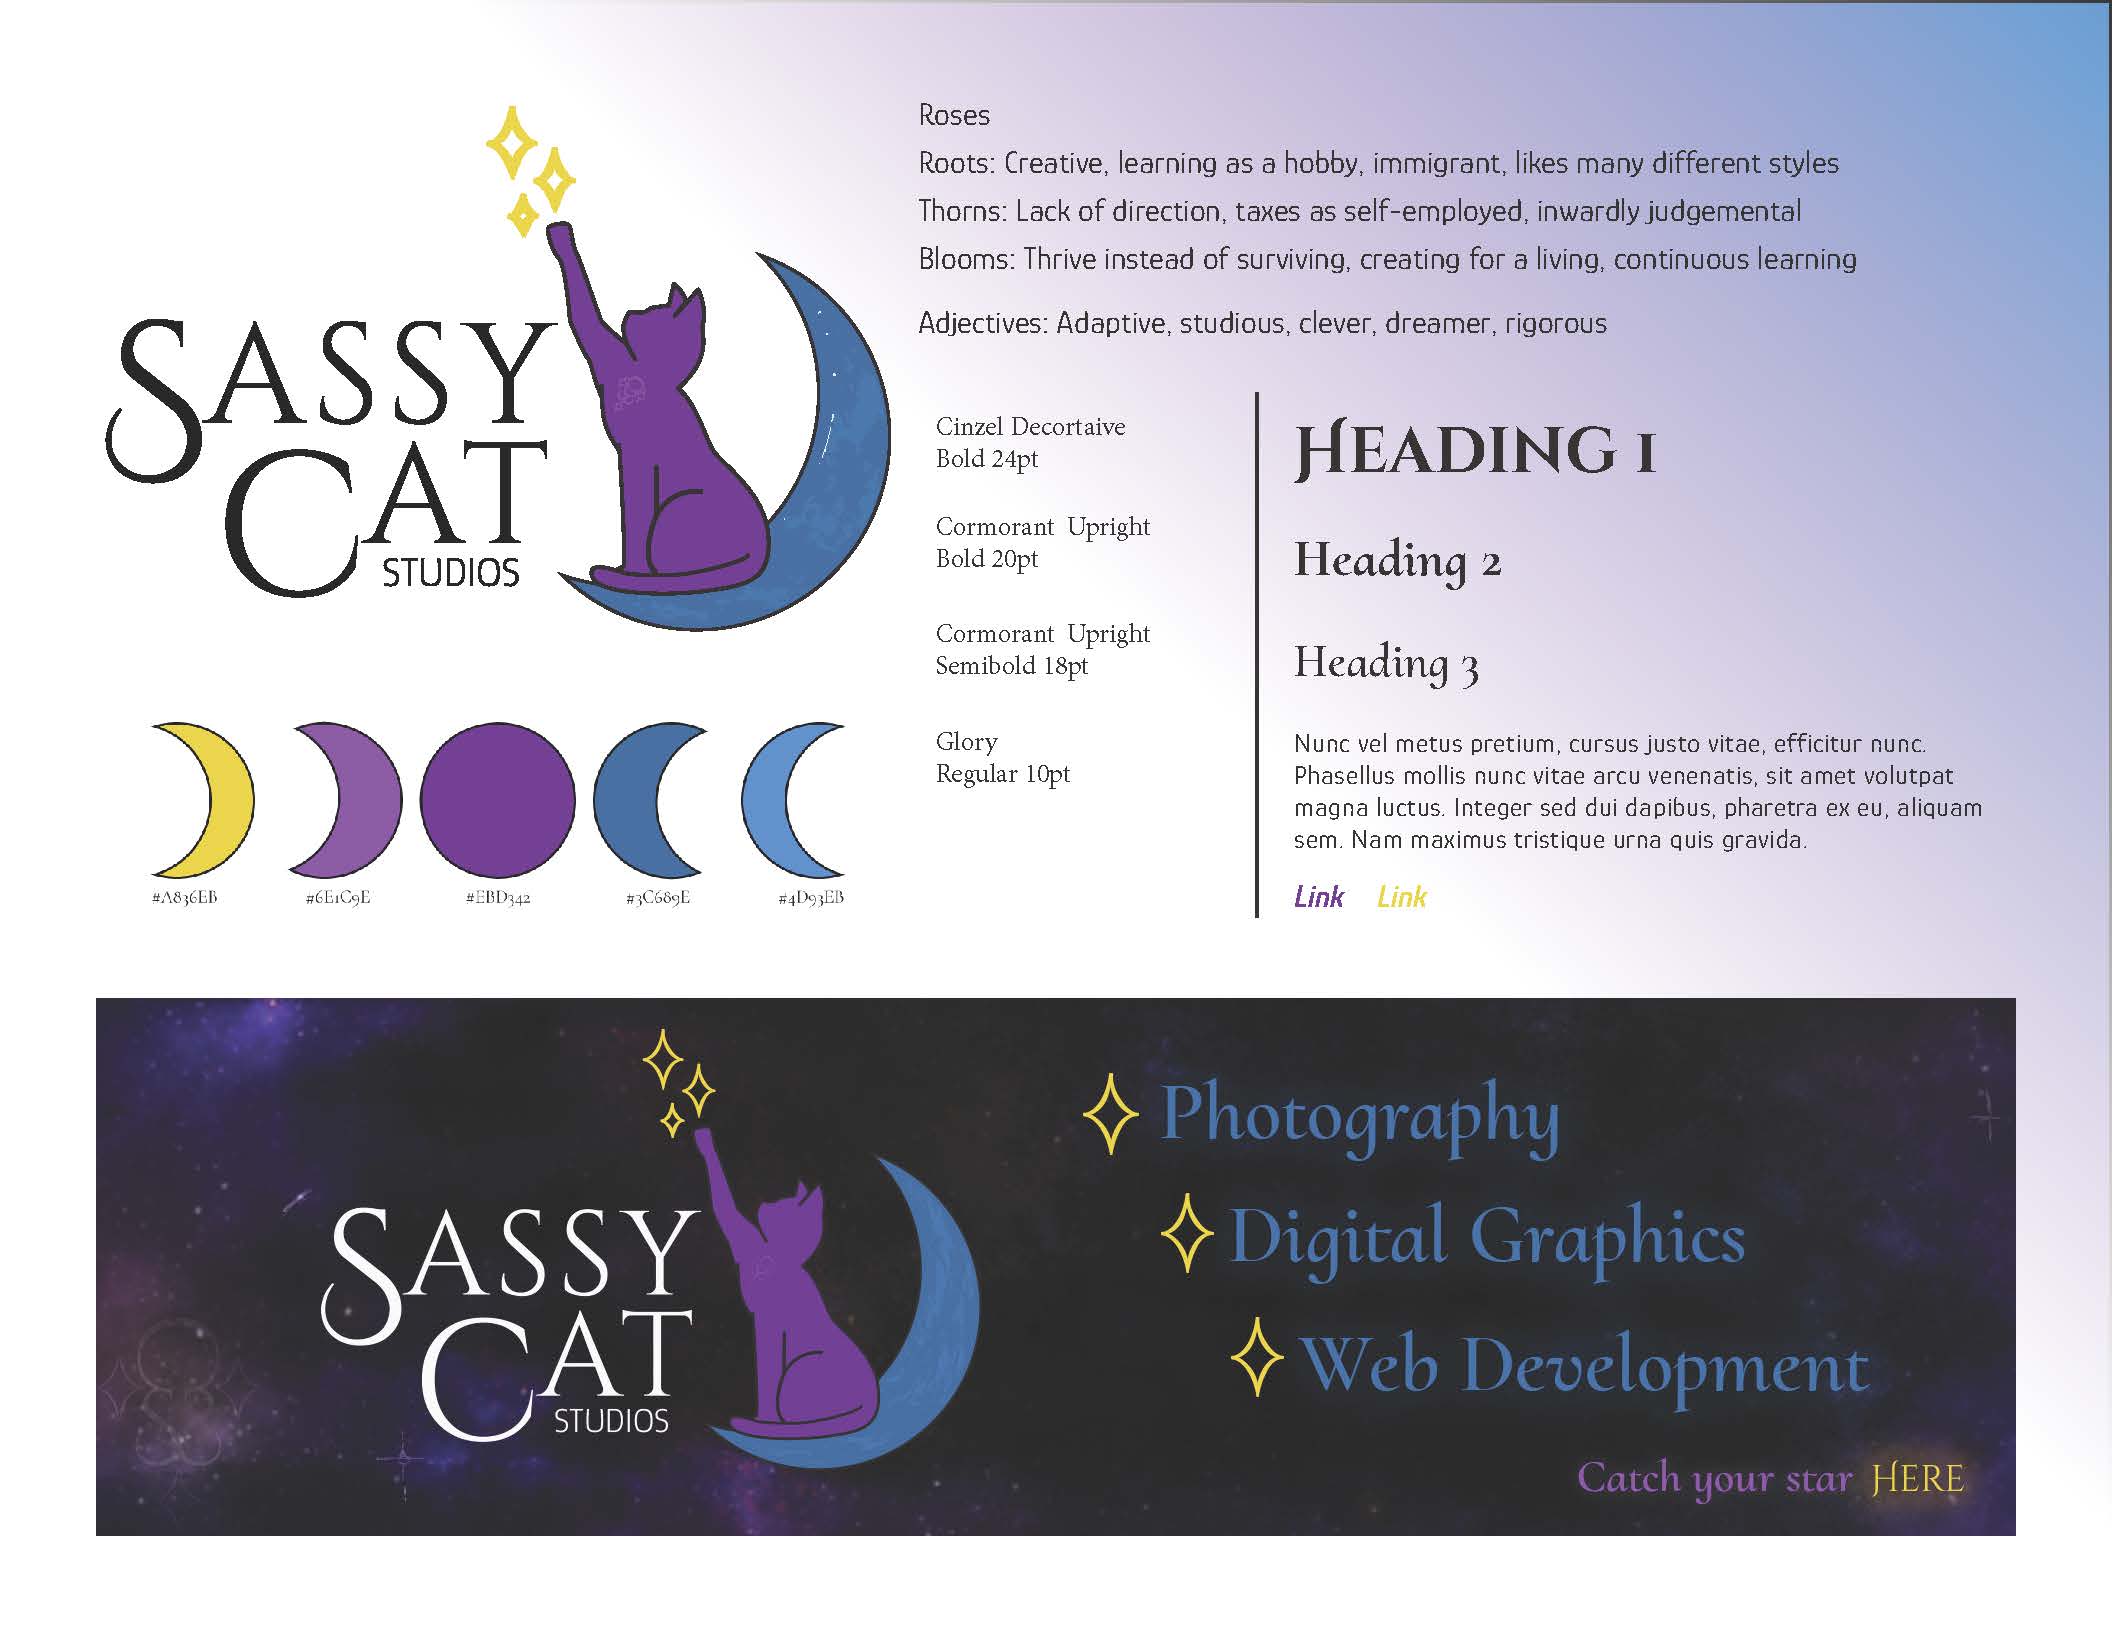 SASSY
CAT
STUDIOS
Roses
Roots: Creative, learning as a hobby, immigrant, likes many different styles
Thorns: Lack of direction, taxes as self-employed, inwardly judgemental
Blooms: Thrive instead of surviving, creating for a living, continuous learning
Adjectives: Adaptive, studious, clever, dreamer, rigorous
Cinzel Decortaive
Bold 24pt
HEADING 1
Cormorant Upright
Bold 20pt
Heading 2
Cormorant Upright
Semibold 18pt
Heading 3
Glory
Regular 10pt
Nunc vel metus pretium, cursus justo vitae, efficitur nunc.
Phasellus mollis nunc vitae arcu venenatis, sit amet volutpat
magna luctus. Integer sed dui dapibus, pharetra ex eu, aliquam
sem. Nam maximus tristique urna quis gravida.
Link Link
#A836EB #6E1C9E #EBD342 #3C689E #4D93EB
SASSY
CAT
STUDIOS
Photography
Digital Graphics
Web Development
Catch your star HERE